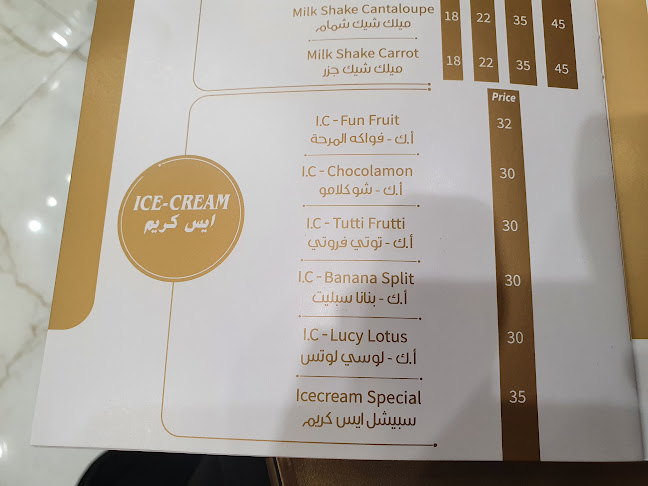 Milk Shake Cantaloupe 18 22 35 45
ميلك شيك شمام
Milk Shake Carrot 18 22 35 45
ميلك شيك جزر
Price
ICE-CREAM
ايس كريم
I.C - Fun Fruit 32
أ.ك - فواكه المرحة
I.C - Chocolamon 30
أ.ك - شوكلامو
I.C - Tutti Frutti 30
أ.ك - توتي فروتي
I.C - Banana Split 30
أ.ك - بنانا سبليت
I.C - Lucy Lotus 30
أ.ك - لوسي لوتس
Icecream Special 35
سبيشل ايس كريم